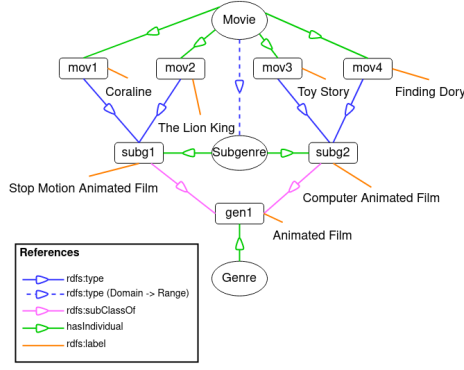 Movie
mov1
mov2
mov3
mov4
Coraline
Toy Story
Finding Dory
The Lion King
subg1
Subgenre
subg2
Stop Motion Animated Film
Computer Animated Film
gen1
Animated Film
Genre
References
rdfs:type
rdfs:type (Domain -> Range)
rdfs:subClassOf
hasIndividual
rdfs:label